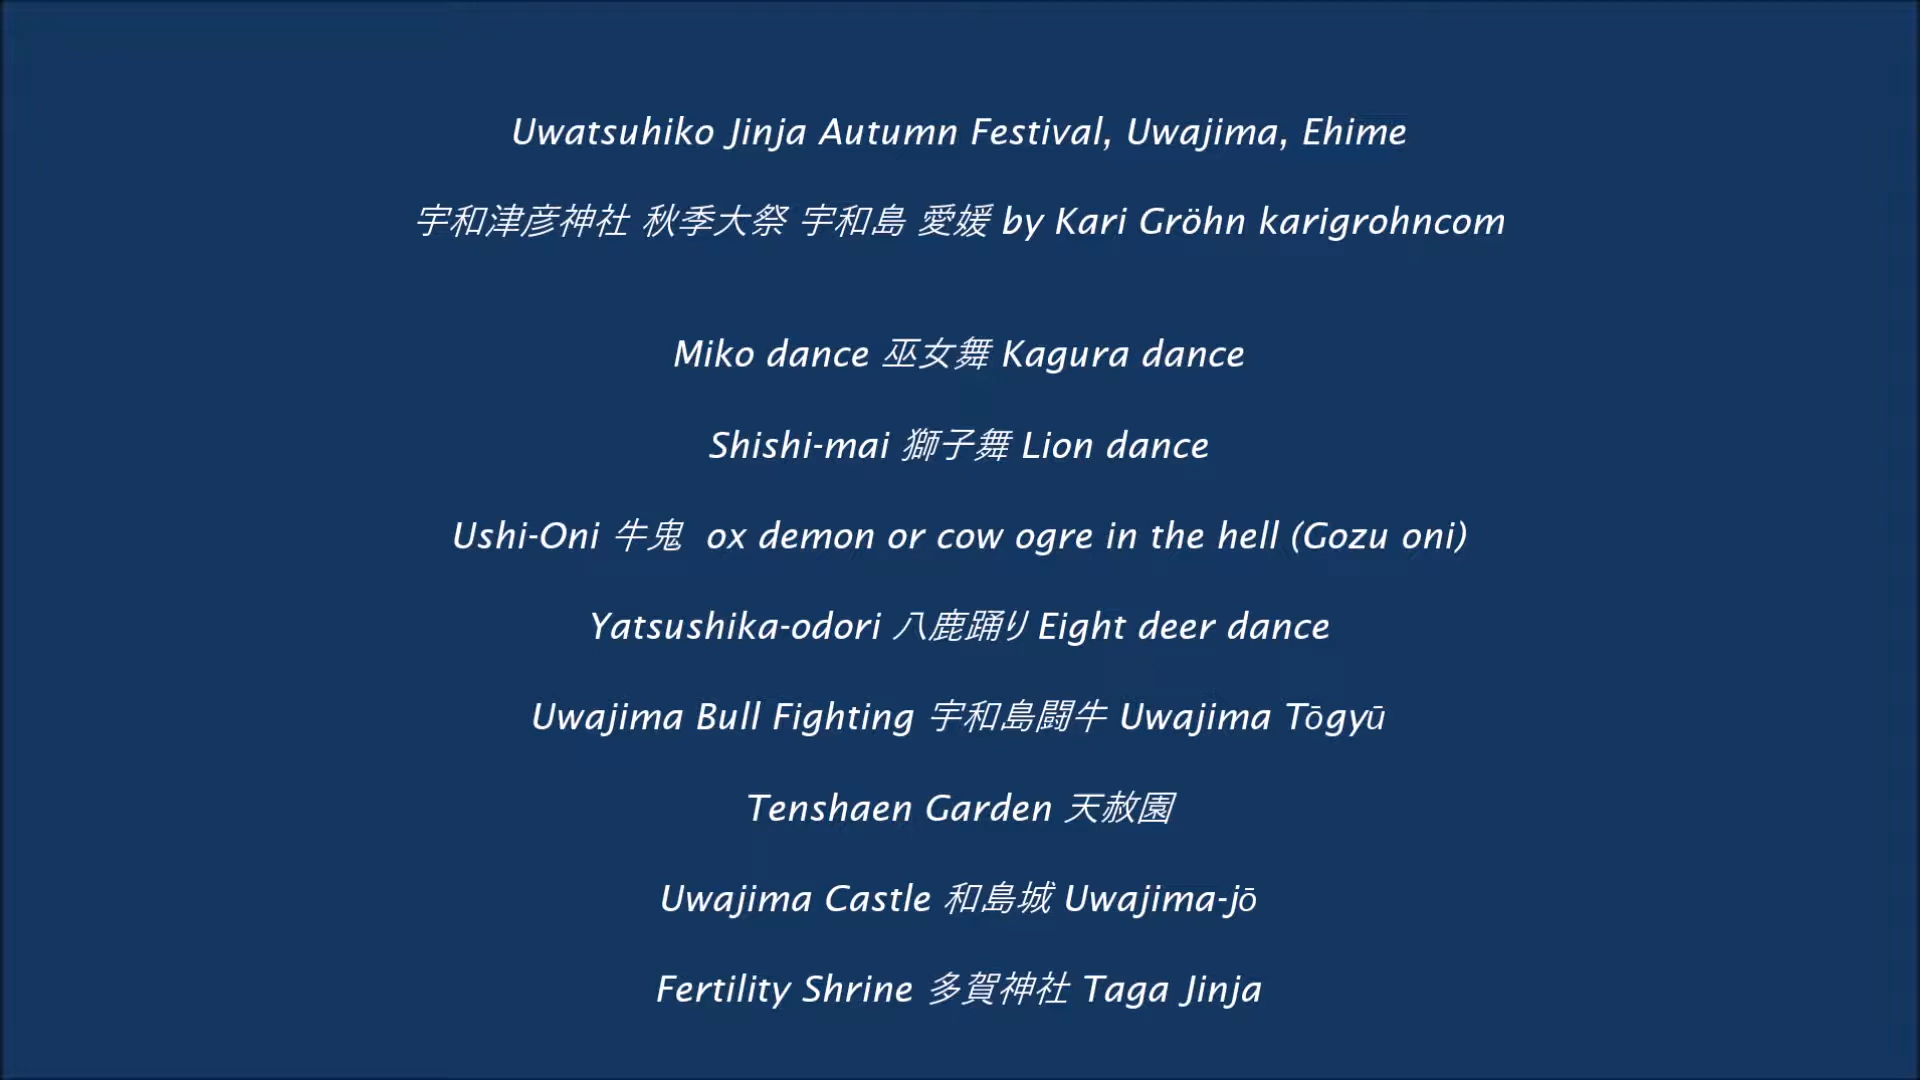 Uwatsuhiko Jinja Autumn Festival, Uwajima, Ehime
宇和津彦神社 秋季大祭 宇和島 愛媛 by Kari Gröhn karigrohncom
Miko dance 巫女舞 Kagura dance
Shishi-mai 獅子舞 Lion dance
Ushi-Oni 牛鬼  ox demon or cow ogre in the hell (Gozu oni)
Yatsushika-odori 八鹿踊り Eight deer dance
Uwajima Bull Fighting 宇和島闘牛 Uwajima Tōgyū
Tenshaen Garden 天赦園
Uwajima Castle 和島城 Uwajima-jō
Fertility Shrine 多賀神社 Taga Jinja